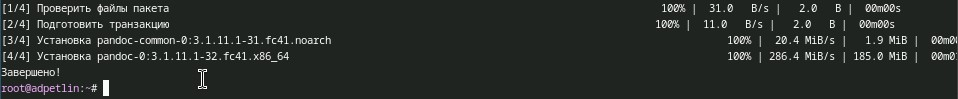 [1/4] Проверить файлы пакета 100% | 31.0 B/s | 2.0 B | 00m00s
[2/4] Подготовить транзакцию 100% | 11.0 B/s | 2.0 B | 00m00s
[3/4] Установка pandoc-common-0:3.1.11.1-31.fc41.noarch 100% | 20.4 MiB/s | 1.9 MiB | 00m0
[4/4] Установка pandoc-0:3.1.11.1-32.fc41.x86_64 100% | 286.4 MiB/s | 185.0 MiB | 00m0
Завершено!
root@adpetlin:~#